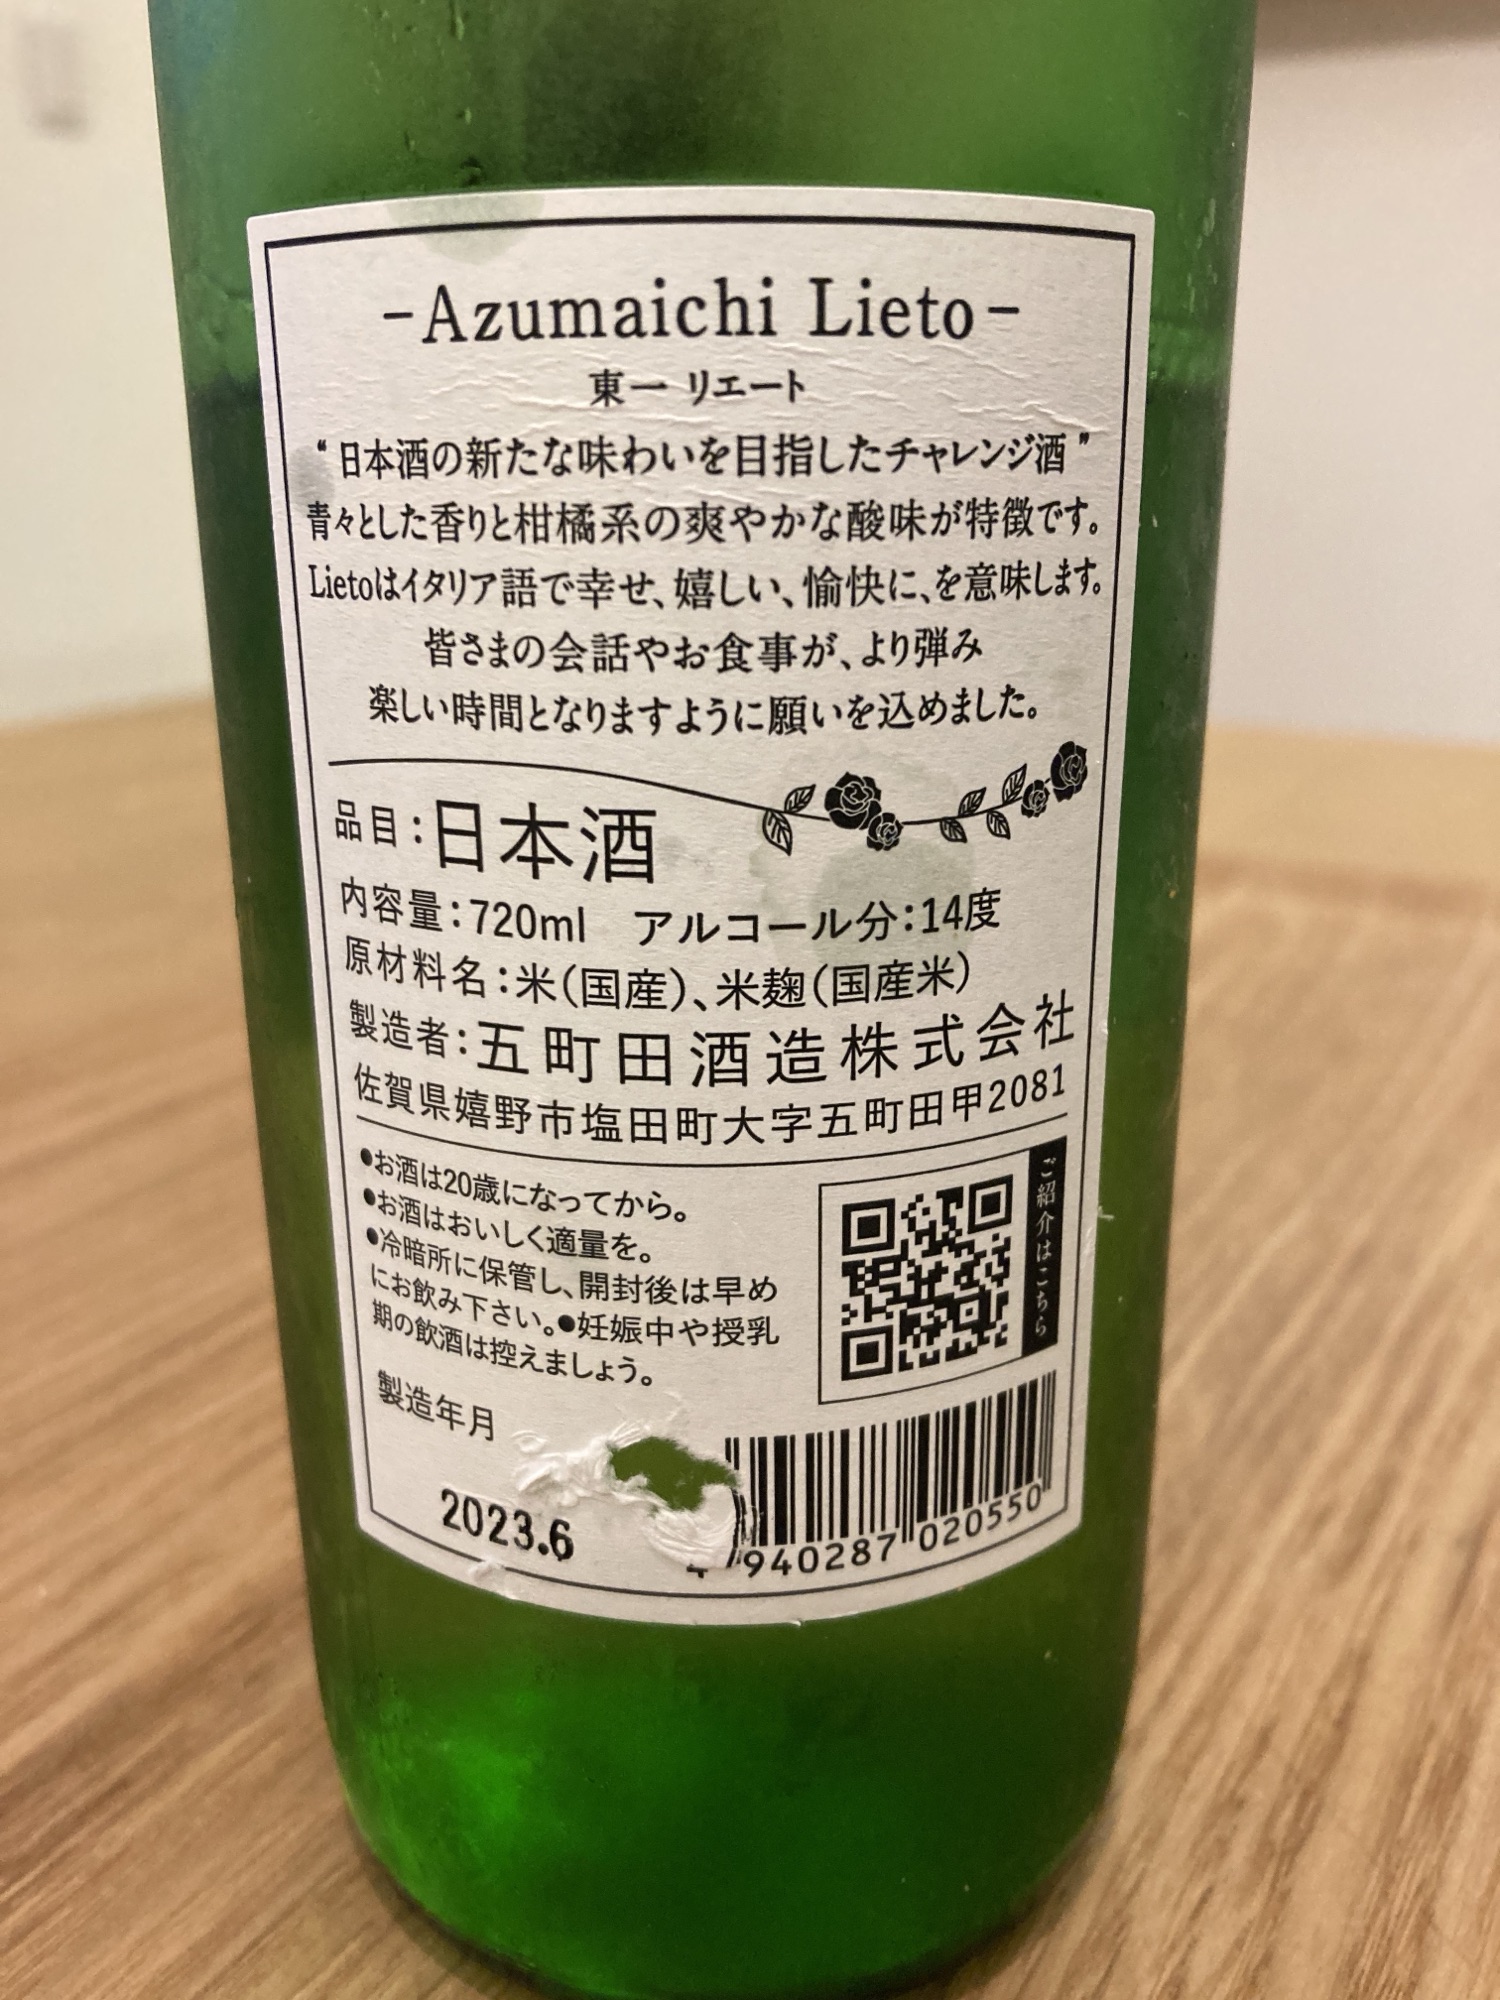 -Azumaichi Lieto-
東一 リエート
“日本酒の新たな味わいを目指したチャレンジ酒”
青々とした香りと柑橘系の爽やかな酸味が特徴です。
Lietoはイタリア語で幸せ、嬉しい、愉快に、を意味します。
皆さまの会話やお食事が、より弾み
楽しい時間となりますように願いを込めました。
品目:日本酒
内容量:720ml アルコール分:14度
原材料名:米(国産)、米麹(国産米)
製造者:五町田酒造株式会社
佐賀県嬉野市塩田町大字五町田甲2081
●お酒は20歳になってから。
●お酒はおいしく適量を。
●冷暗所に保管し、開封後は早め
にお飲み下さい。●妊娠中や授乳
期の飲酒は控えましょう。
ご紹介はこちら
製造年月
2023.6
4 940287 020550